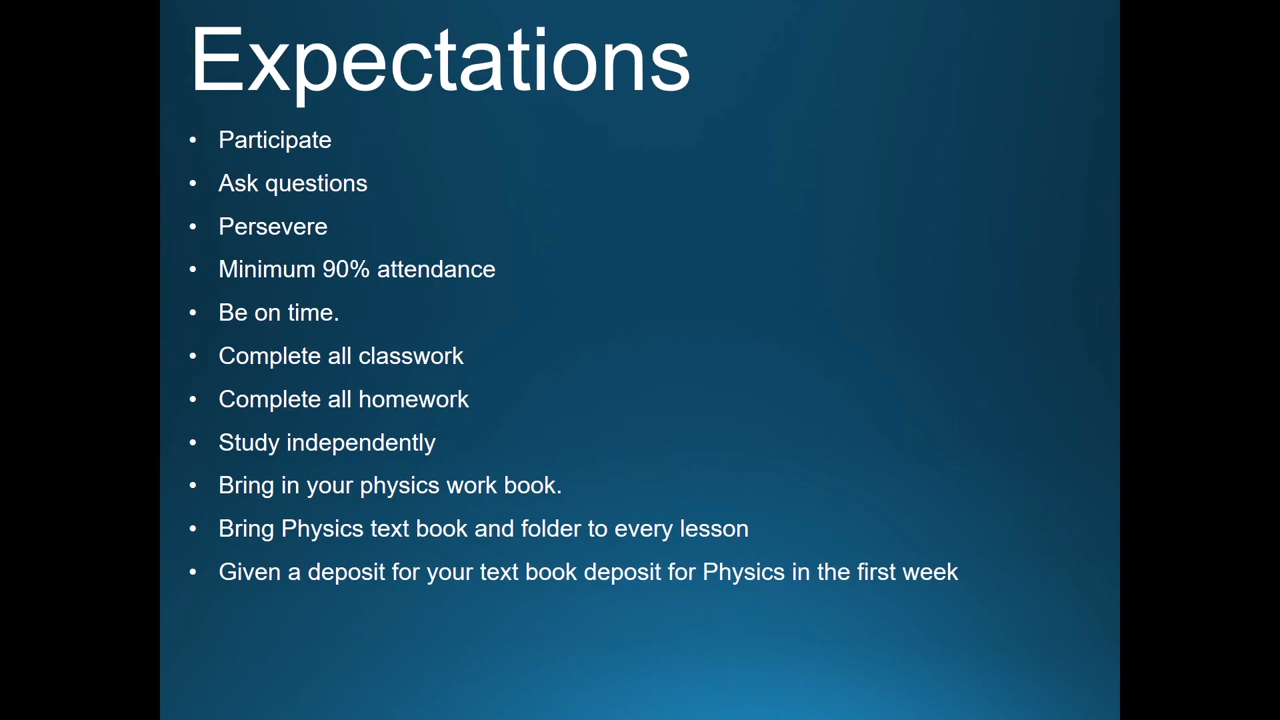 Expectations
• Participate
• Ask questions
• Persevere
• Minimum 90% attendance
• Be on time.
• Complete all classwork
• Complete all homework
• Study independently
• Bring in your physics work book.
• Bring Physics text book and folder to every lesson
• Given a deposit for your text book deposit for Physics in the first week